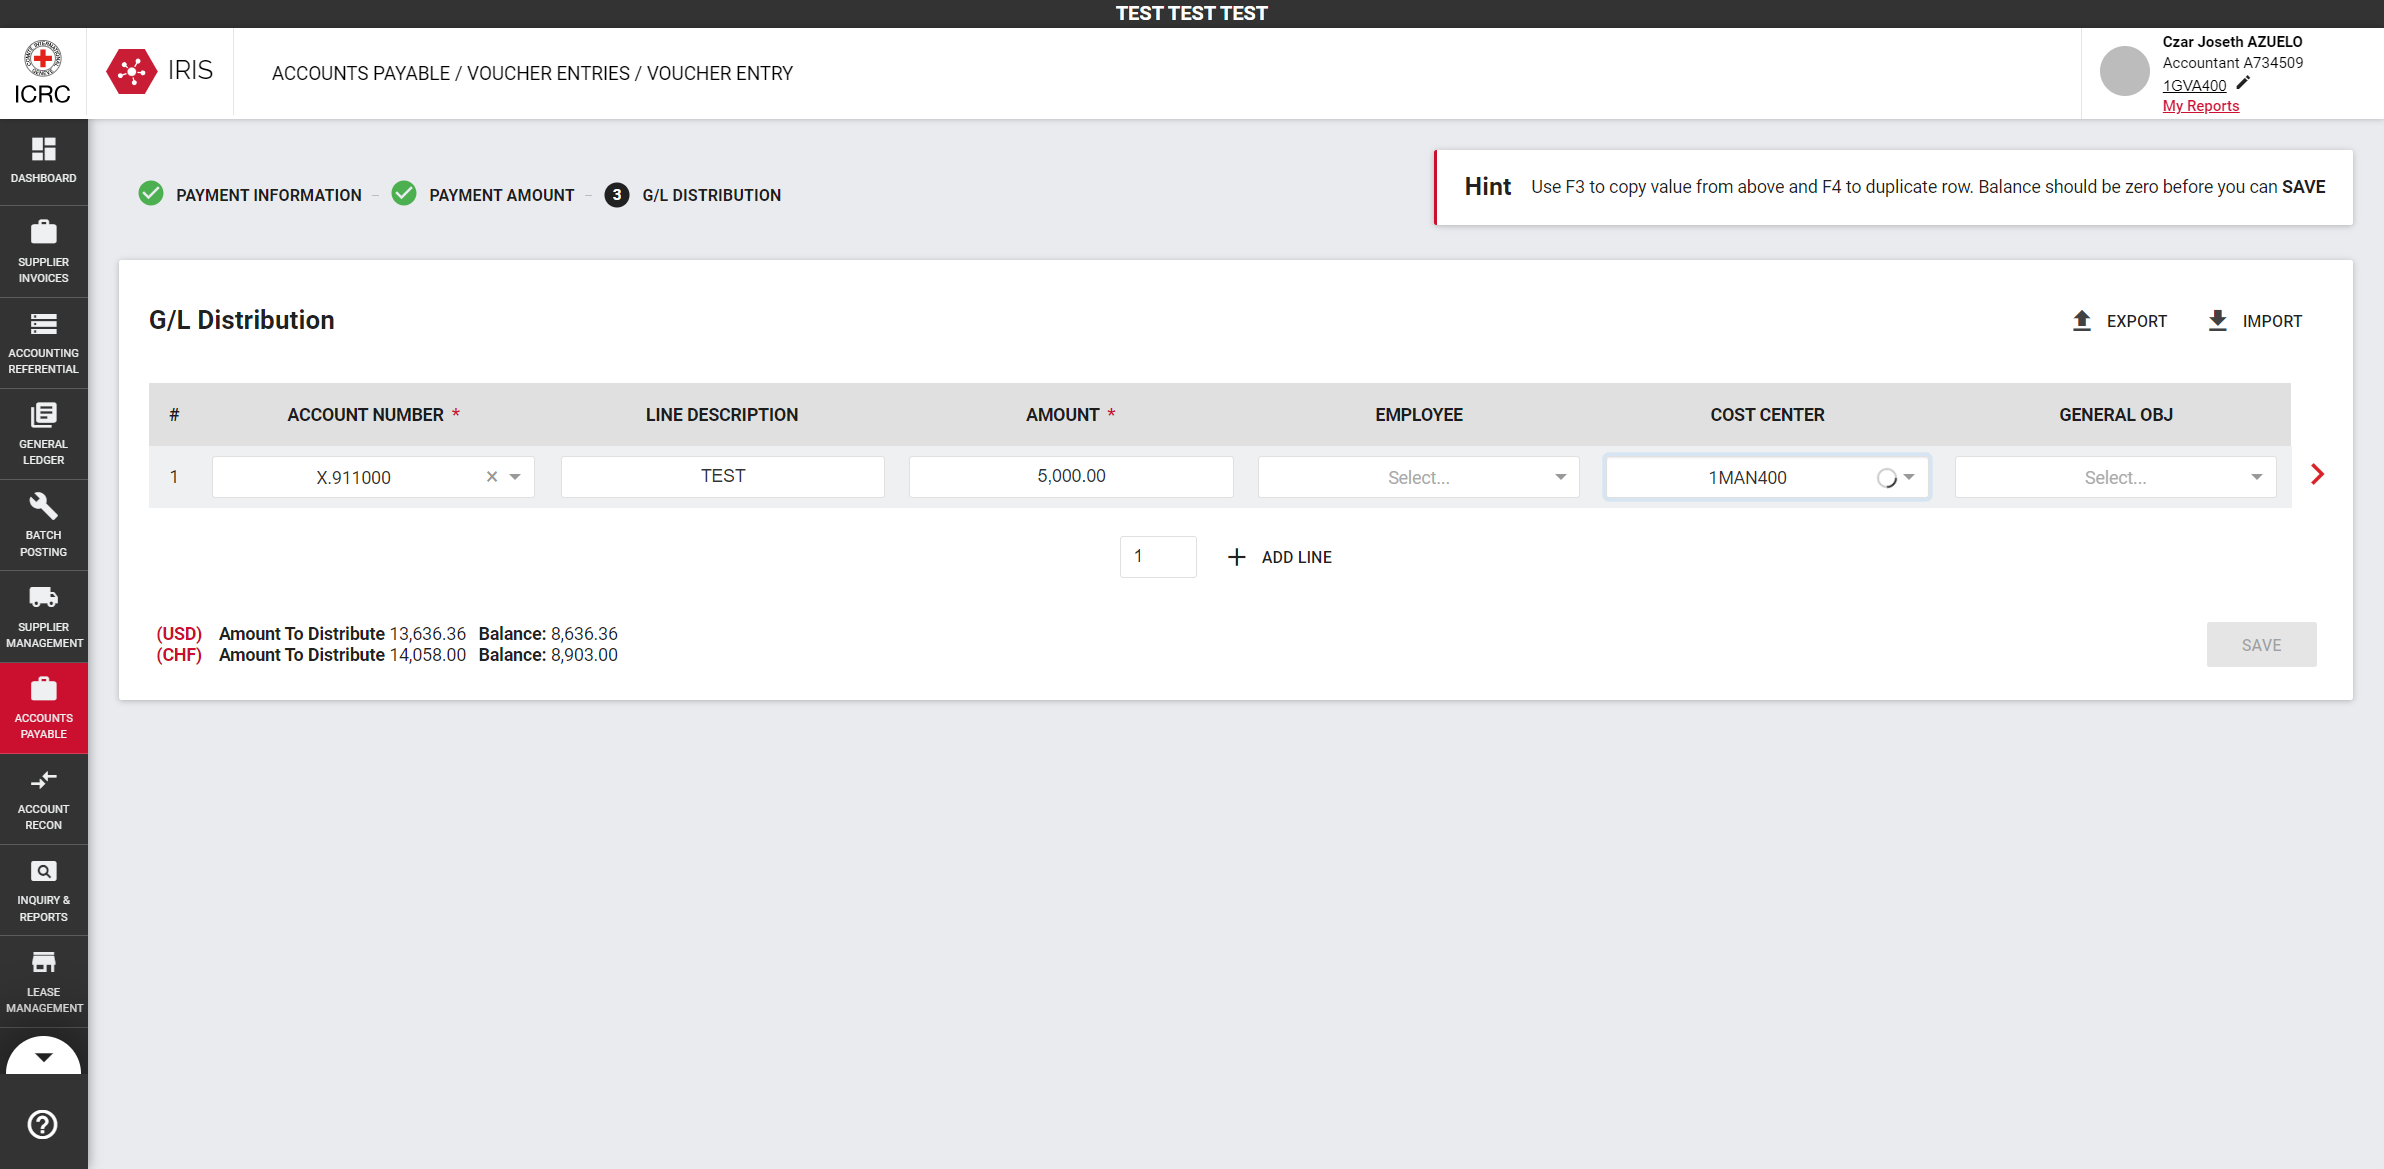 TEST TEST TEST
ICRC
IRIS
ACCOUNTS PAYABLE / VOUCHER ENTRIES / VOUCHER ENTRY
Czar Joseth AZUELO
Accountant A734509
1GVA400
My Reports
DASHBOARD
SUPPLIER
INVOICES
ACCOUNTING
REFERENTIAL
GENERAL
LEDGER
BATCH
POSTING
SUPPLIER
MANAGEMENT
ACCOUNTS
PAYABLE
ACCOUNT
RECON
INQUIRY &
REPORTS
LEASE
MANAGEMENT
PAYMENT INFORMATION – PAYMENT AMOUNT – 3 G/L DISTRIBUTION
Hint Use F3 to copy value from above and F4 to duplicate row. Balance should be zero before you can SAVE
G/L Distribution
EXPORT IMPORT
# ACCOUNT NUMBER * LINE DESCRIPTION AMOUNT * EMPLOYEE COST CENTER GENERAL OBJ
1 X.911000 × TEST 5,000.00 Select... 1MAN400 Select...
1 + ADD LINE
(USD) Amount To Distribute 13,636.36 Balance: 8,636.36
(CHF) Amount To Distribute 14,058.00 Balance: 8,903.00
SAVE